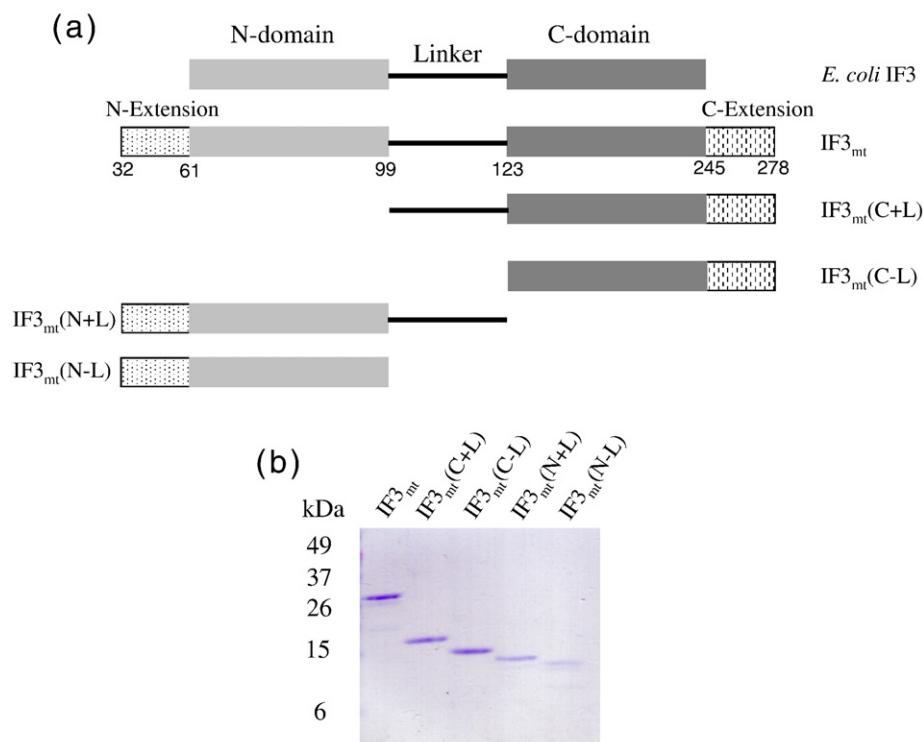 (a)
N-domain Linker C-domain
E. coli IF3
N-Extension C-Extension
IF3mt
32 61 99 123 245 278
IF3mt(C+L)
IF3mt(C-L)
IF3mt(N+L)
IF3mt(N-L)
(b)
IF3mt IF3mt(C+L) IF3mt(C-L) IF3mt(N+L) IF3mt(N-L)
kDa
49
37
26
15
6